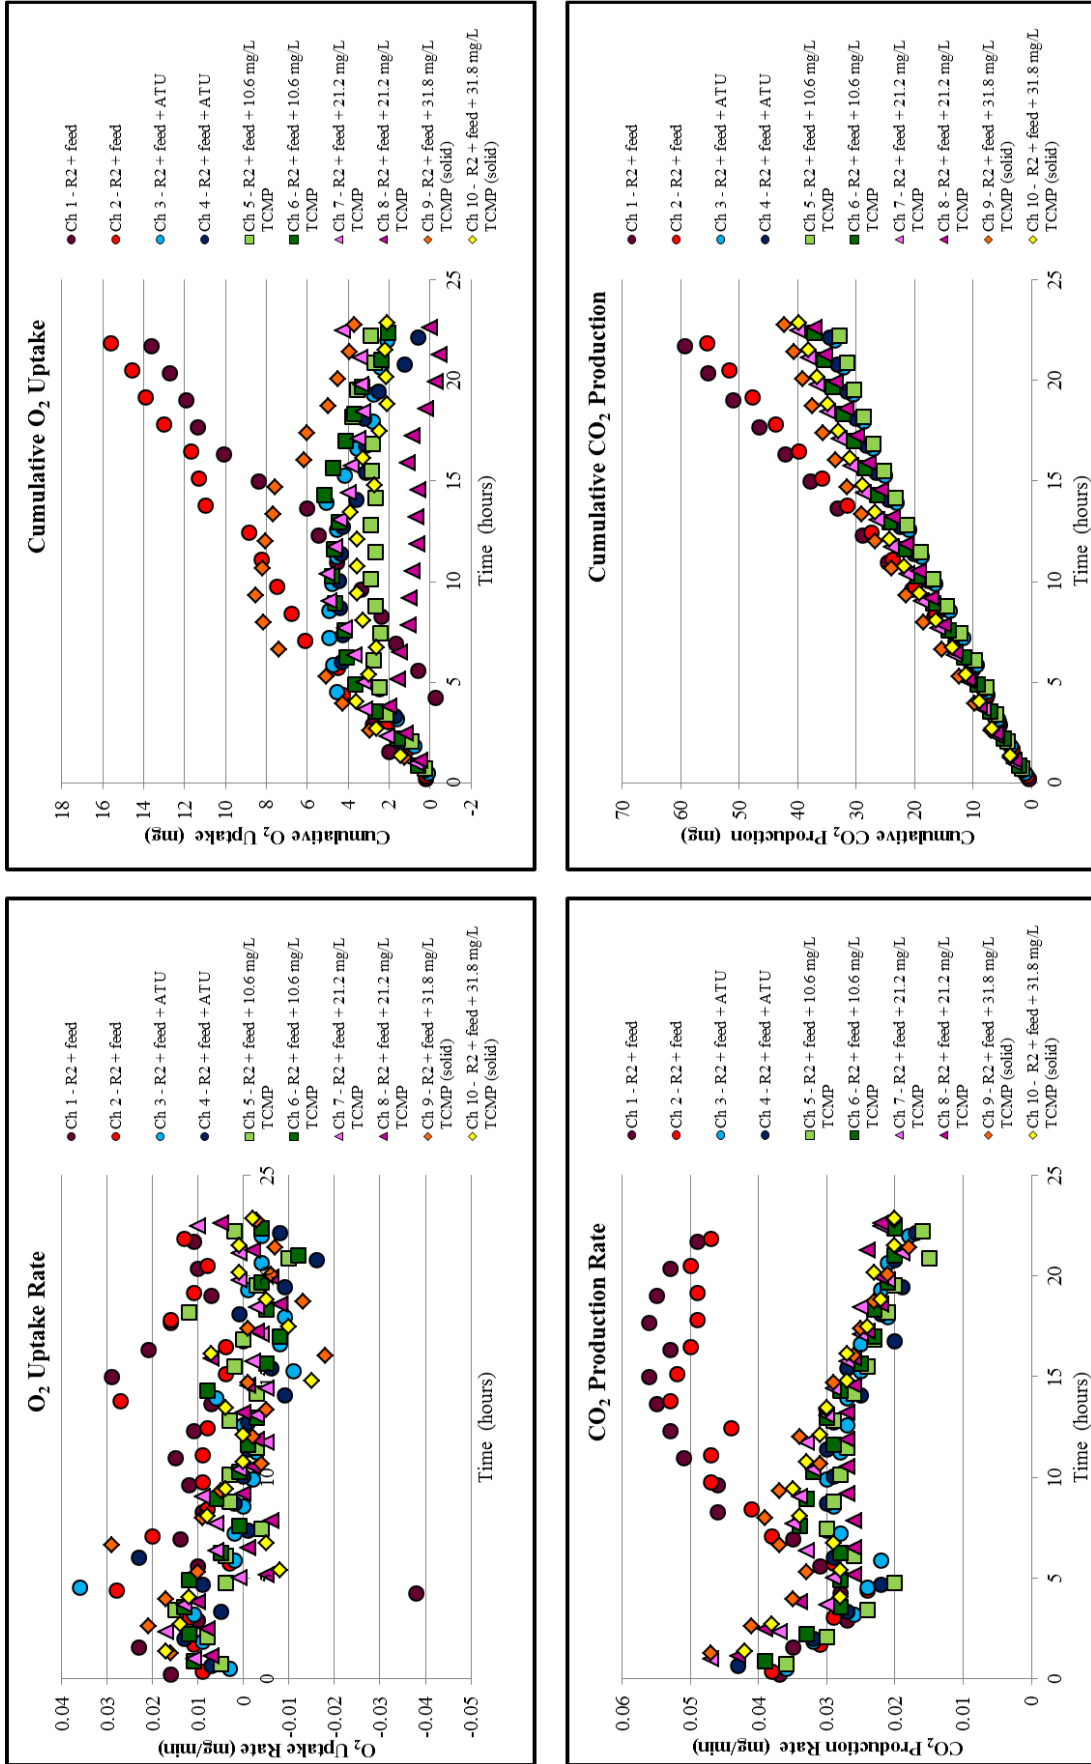 O2 Uptake Rate
0.04
0.03
0.02
0.01
0
-0.01
-0.02
-0.03
-0.04
-0.05
O2 Uptake Rate (mg/min)
0
5
10
15
20
25
Time (hours)
Ch 1 - R2 + feed
Ch 2 - R2 + feed
Ch 3 - R2 + feed + ATU
Ch 4 - R2 + feed + ATU
Ch 5 - R2 + feed + 10.6 mg/L
TCMP
Ch 6 - R2 + feed + 10.6 mg/L
TCMP
Ch 7 - R2 + feed + 21.2 mg/L
TCMP
Ch 8 - R2 + feed + 21.2 mg/L
TCMP
Ch 9 - R2 + feed + 31.8 mg/L
TCMP (solid)
Ch 10 - R2 + feed + 31.8 mg/L
TCMP (solid)
Cumulative O2 Uptake
18
16
14
12
10
8
6
4
2
0
-2
Cumulative O2 Uptake (mg)
0
5
10
15
20
25
Time (hours)
Ch 1 - R2 + feed
Ch 2 - R2 + feed
Ch 3 - R2 + feed + ATU
Ch 4 - R2 + feed + ATU
Ch 5 - R2 + feed + 10.6 mg/L
TCMP
Ch 6 - R2 + feed + 10.6 mg/L
TCMP
Ch 7 - R2 + feed + 21.2 mg/L
TCMP
Ch 8 - R2 + feed + 21.2 mg/L
TCMP
Ch 9 - R2 + feed + 31.8 mg/L
TCMP (solid)
Ch 10 - R2 + feed + 31.8 mg/L
TCMP (solid)
CO2 Production Rate
0.06
0.05
0.04
0.03
0.02
0.01
0
CO2 Production Rate (mg/min)
0
5
10
15
20
25
Time (hours)
Ch 1 - R2 + feed
Ch 2 - R2 + feed
Ch 3 - R2 + feed + ATU
Ch 4 - R2 + feed + ATU
Ch 5 - R2 + feed + 10.6 mg/L
TCMP
Ch 6 - R2 + feed + 10.6 mg/L
TCMP
Ch 7 - R2 + feed + 21.2 mg/L
TCMP
Ch 8 - R2 + feed + 21.2 mg/L
TCMP
Ch 9 - R2 + feed + 31.8 mg/L
TCMP (solid)
Ch 10 - R2 + feed + 31.8 mg/L
TCMP (solid)
Cumulative CO2 Production
70
60
50
40
30
20
10
0
Cumulative CO2 Production (mg)
0
5
10
15
20
25
Time (hours)
Ch 1 - R2 + feed
Ch 2 - R2 + feed
Ch 3 - R2 + feed + ATU
Ch 4 - R2 + feed + ATU
Ch 5 - R2 + feed + 10.6 mg/L
TCMP
Ch 6 - R2 + feed + 10.6 mg/L
TCMP
Ch 7 - R2 + feed + 21.2 mg/L
TCMP
Ch 8 - R2 + feed + 21.2 mg/L
TCMP
Ch 9 - R2 + feed + 31.8 mg/L
TCMP (solid)
Ch 10 - R2 + feed + 31.8 mg/L
TCMP (solid)